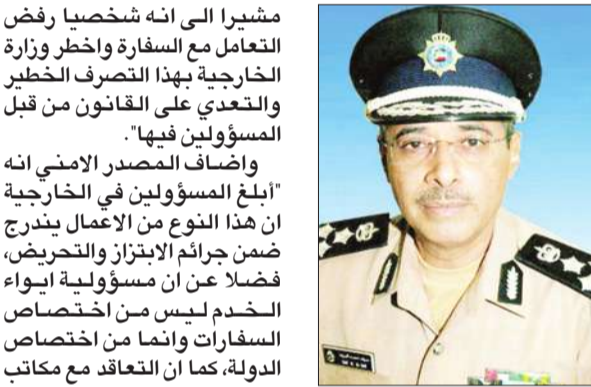 مشيرا الى انه شخصيا رفض
التعامل مع السفارة واخطر وزارة
الخارجية بهذا التصرف الخطير
والتعدي على القانون من قبل
المسؤولين فيها".
واضاف المصدر الامني انه
"أبلغ المسؤولين في الخارجية
ان هذا النوع من الاعمال يندرج
ضمن جرائم الابتزاز والتحريض،
فضلا عن ان مسؤولية ايواء
الخدم ليس من اختصاص
السفارات وانما من اختصاص
الدولة، كما ان التعاقد مع مكاتب